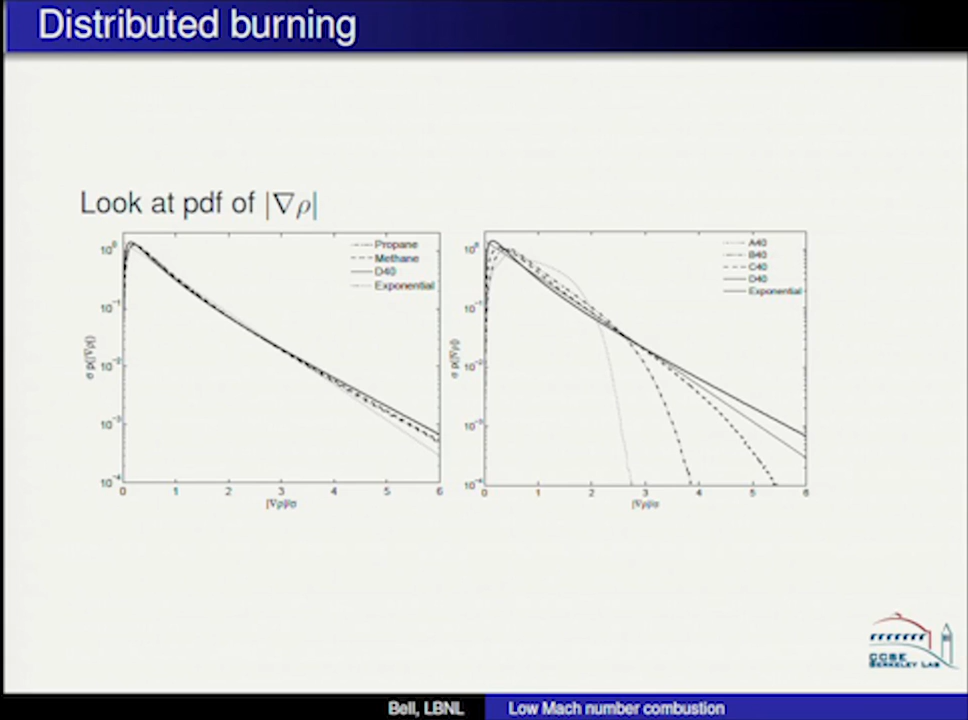 Distributed burning
Look at pdf of |∇ρ|
10⁰
10⁻¹
10⁻²
10⁻³
10⁻⁴
σ p(|∇ρ|)
Propane
Methane
D40
Exponential
0 1 2 3 4 5 6
|∇ρ|/σ
10⁰
10⁻¹
10⁻²
10⁻³
10⁻⁴
σ p(|∇ρ|)
A40
B40
C40
D40
Exponential
0 1 2 3 4 5 6
|∇ρ|/σ
CCSE
BERKELEY LAB
Bell, LBNL
Low Mach number combustion